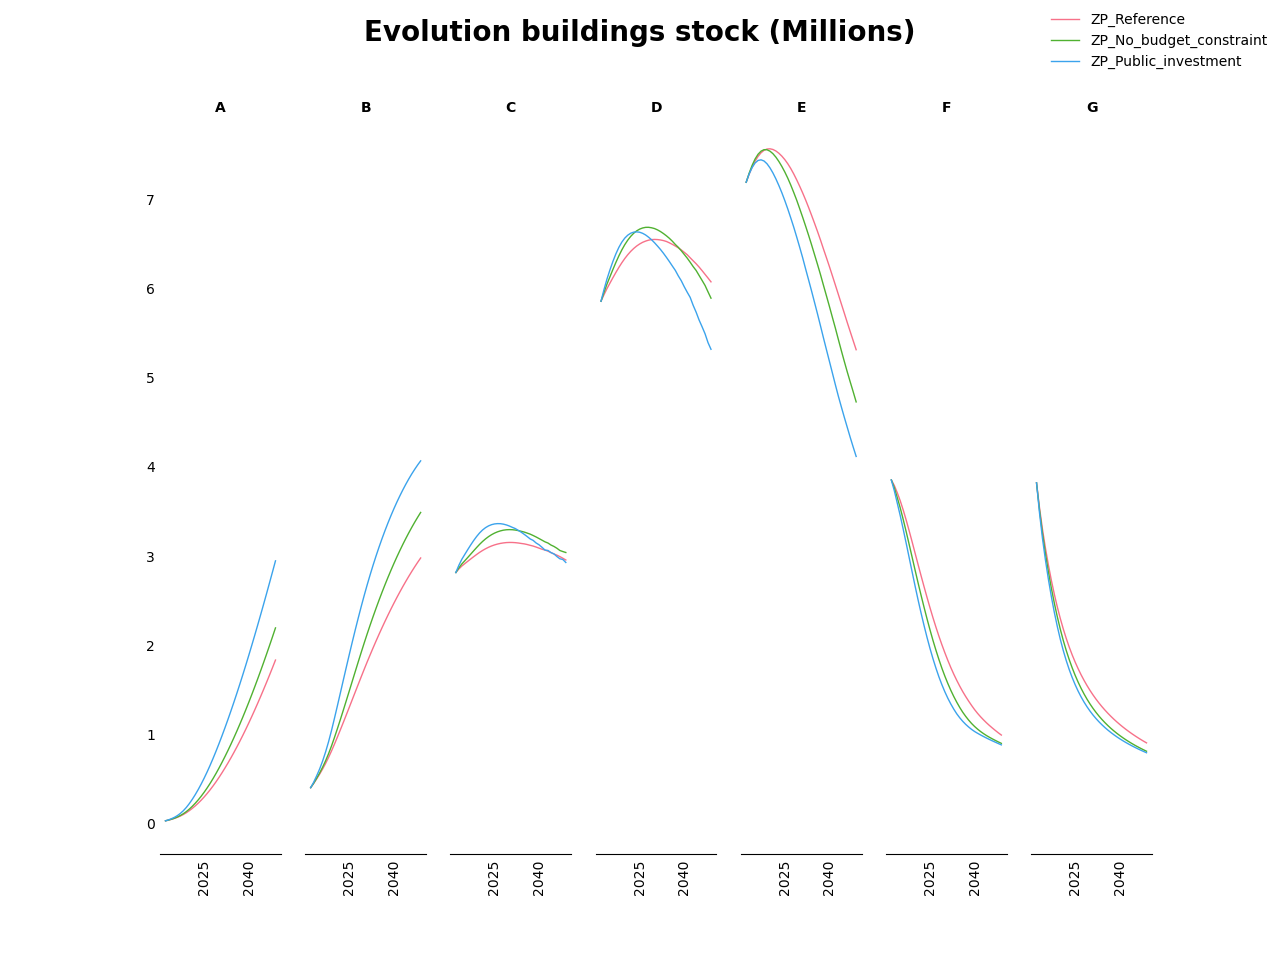 Evolution buildings stock (Millions)
ZP_Reference
ZP_No_budget_constraint
ZP_Public_investment
A B C D E F G
7
6
5
4
3
2
1
0
2025 2040 2025 2040 2025 2040 2025 2040 2025 2040 2025 2040 2025 2040